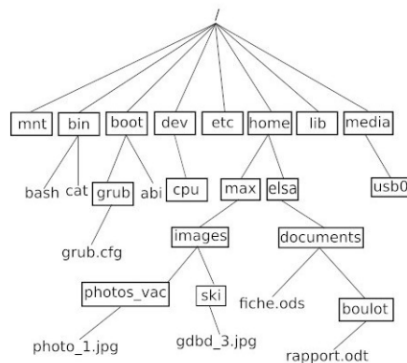 /
mnt bin boot dev etc home lib media
bash cat grub abi cpu max elsa usb0
grub.cfg images documents
photos_vac ski fiche.ods boulot
photo_1.jpg gdbd_3.jpg rapport.odt